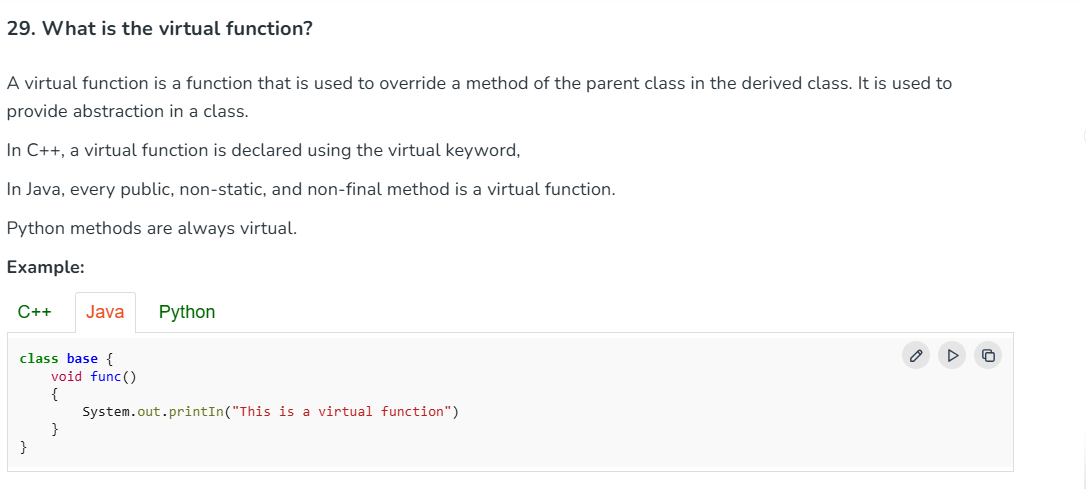 29. What is the virtual function?
A virtual function is a function that is used to override a method of the parent class in the derived class. It is used to
provide abstraction in a class.
In C++, a virtual function is declared using the virtual keyword,
In Java, every public, non-static, and non-final method is a virtual function.
Python methods are always virtual.
Example:
C++ Java Python
class base {
    void func()
    {
        System.out.printIn("This is a virtual function")
    }
}